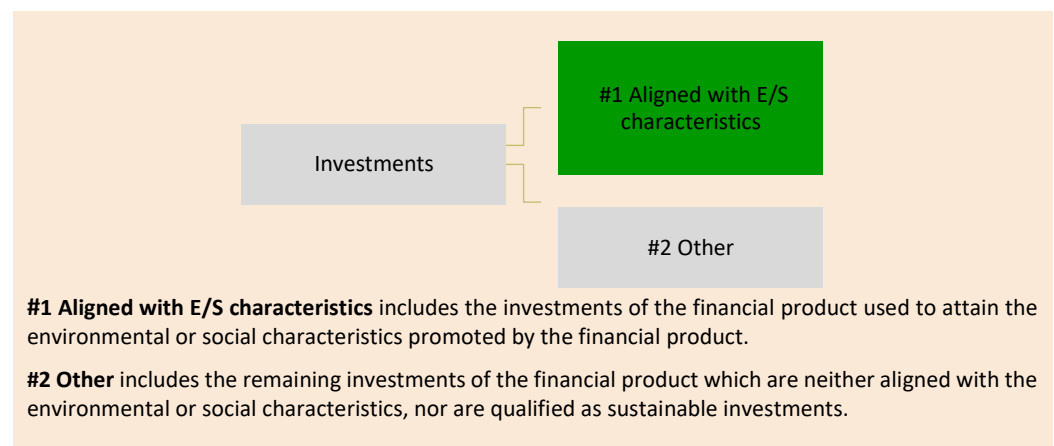 #1 Aligned with E/S
characteristics
Investments
#2 Other
#1 Aligned with E/S characteristics includes the investments of the financial product used to attain the
environmental or social characteristics promoted by the financial product.
#2 Other includes the remaining investments of the financial product which are neither aligned with the
environmental or social characteristics, nor are qualified as sustainable investments.